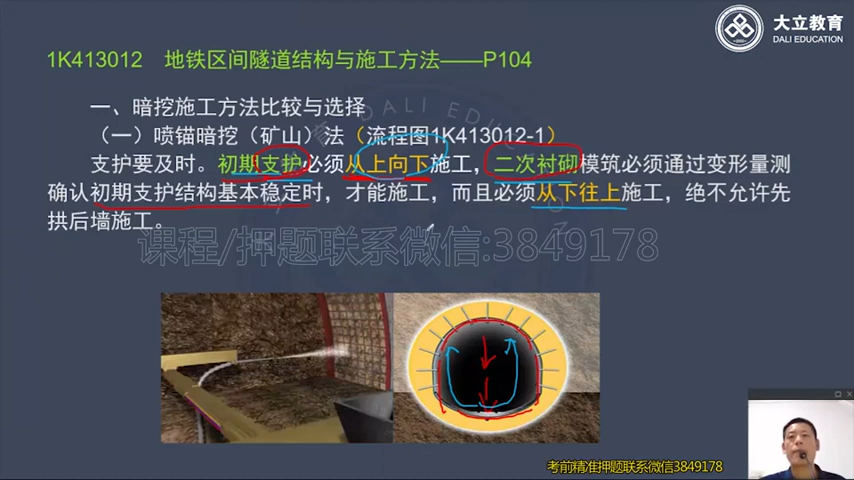 大立教育
DALI EDUCATION
1K413012 地铁区间隧道结构与施工方法——P104
一、暗挖施工方法比较与选择
（一）喷锚暗挖（矿山）法（流程图1K413012-1）
支护要及时。初期支护必须从上向下施工，二次衬砌模筑必须通过变形量测
确认初期支护结构基本稳定时，才能施工，而且必须从下往上施工，绝不允许先
拱后墙施工。
课程/押题联系微信:3849178
考前精准押题联系微信3849178